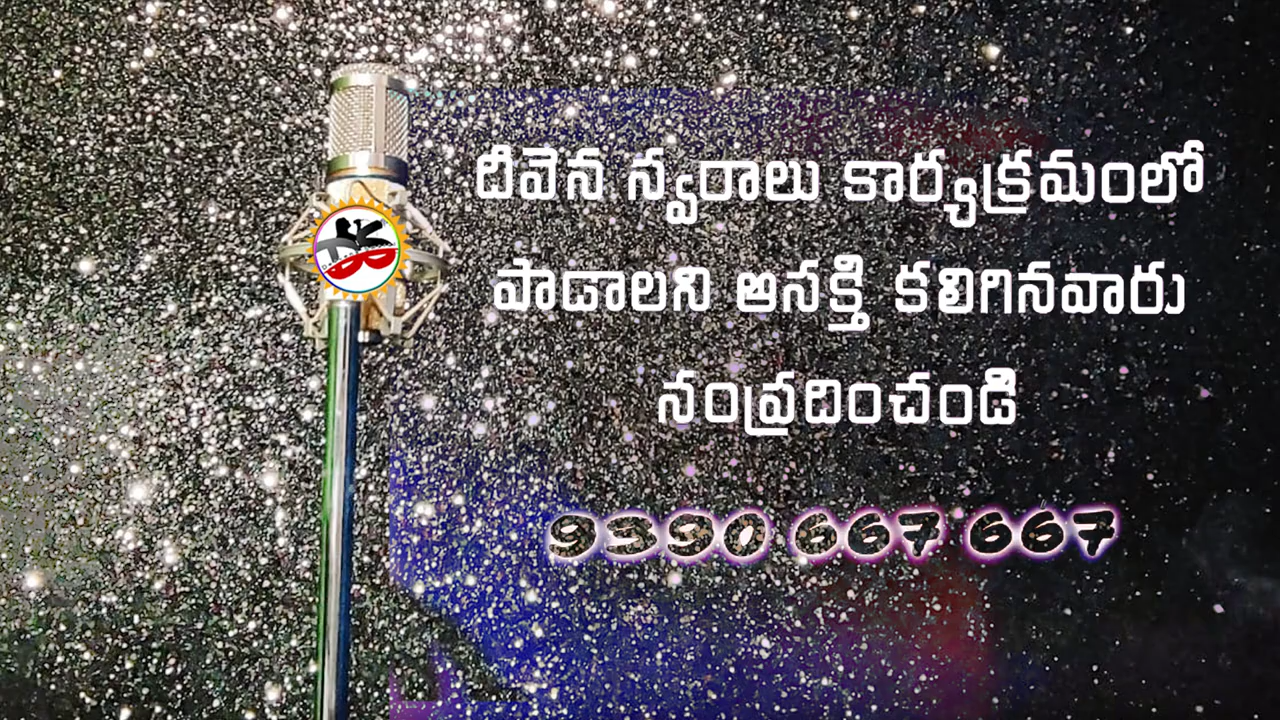 దీవెన స్వరాలు కార్యక్రమంలో
పాడాలని ఆసక్తి కలిగినవారు
సంప్రదించండి
9390 667 667